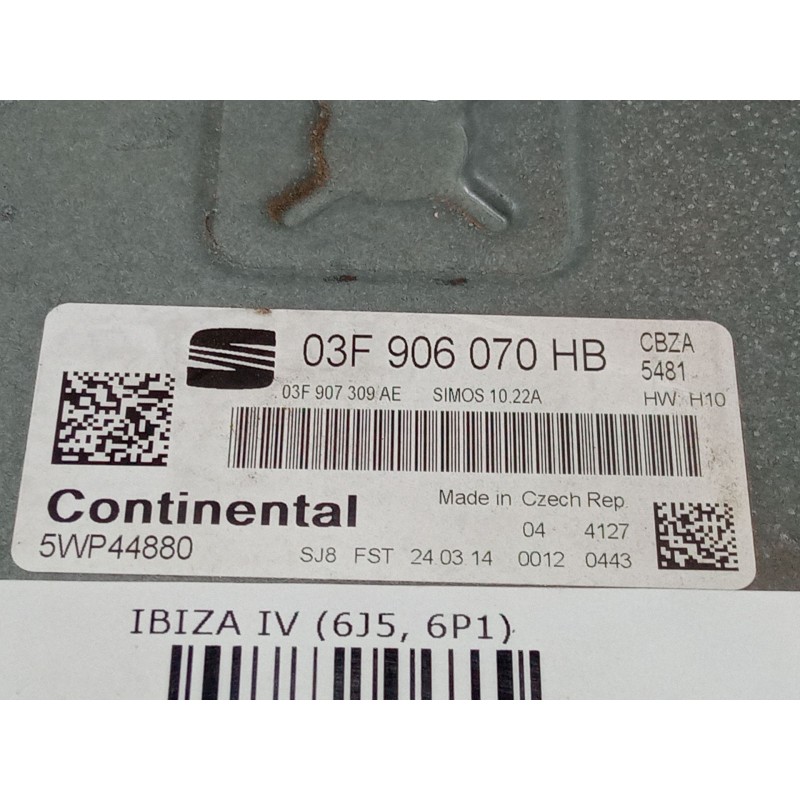 03F 906 070 HB
CBZA
5481
03F 907 309 AE SIMOS 10.22A
HW: H10
Continental
Made in Czech Rep.
5WP44880
04 4127
SJ8 FST 24.03.14 0012 0443
IBIZA IV (6J5, 6P1)